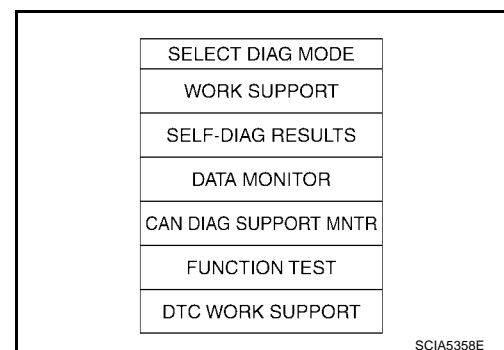 SELECT DIAG MODE
WORK SUPPORT
SELF-DIAG RESULTS
DATA MONITOR
CAN DIAG SUPPORT MNTR
FUNCTION TEST
DTC WORK SUPPORT
SCIA5358E